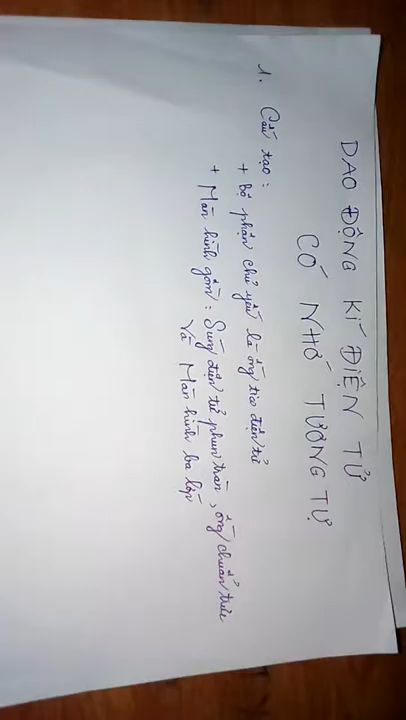 DAO ĐỘNG KÍ ĐIỆN TỬ
CÓ NHỚ TƯƠNG TỰ
1. Cấu tạo :
+ Bộ phận chủ yếu là ống tia điện tử
+ Màn hình gồm : Súng điện tử phun tràn, ống chuẩn trực
Và Màn hình ba lớp